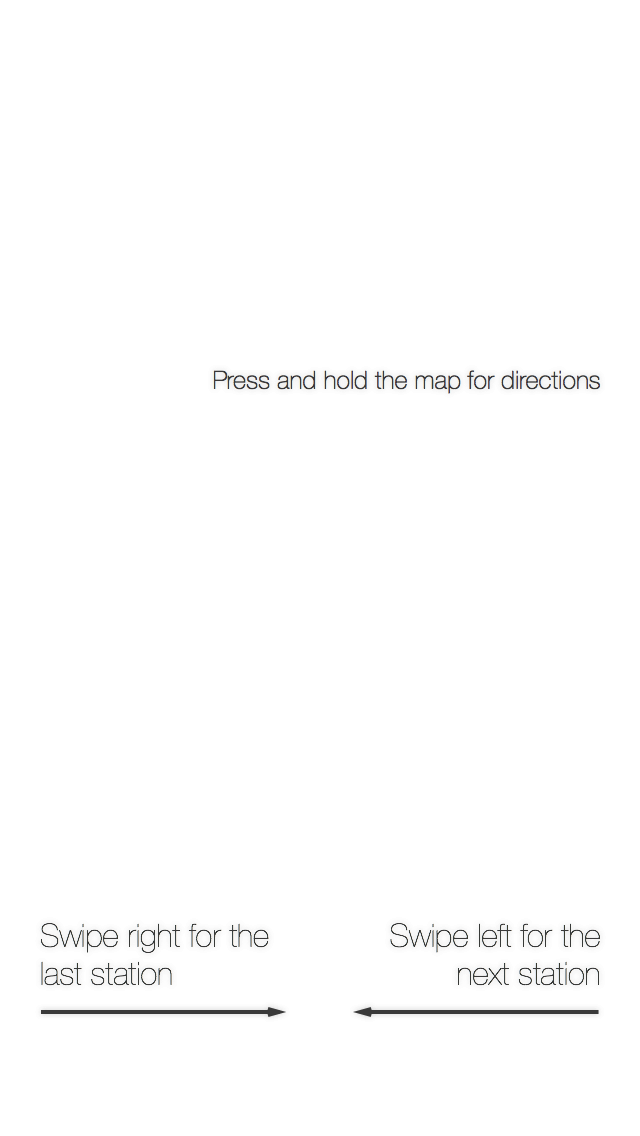 Press and hold the map for directions
Swipe right for the
last station
Swipe left for the
next station